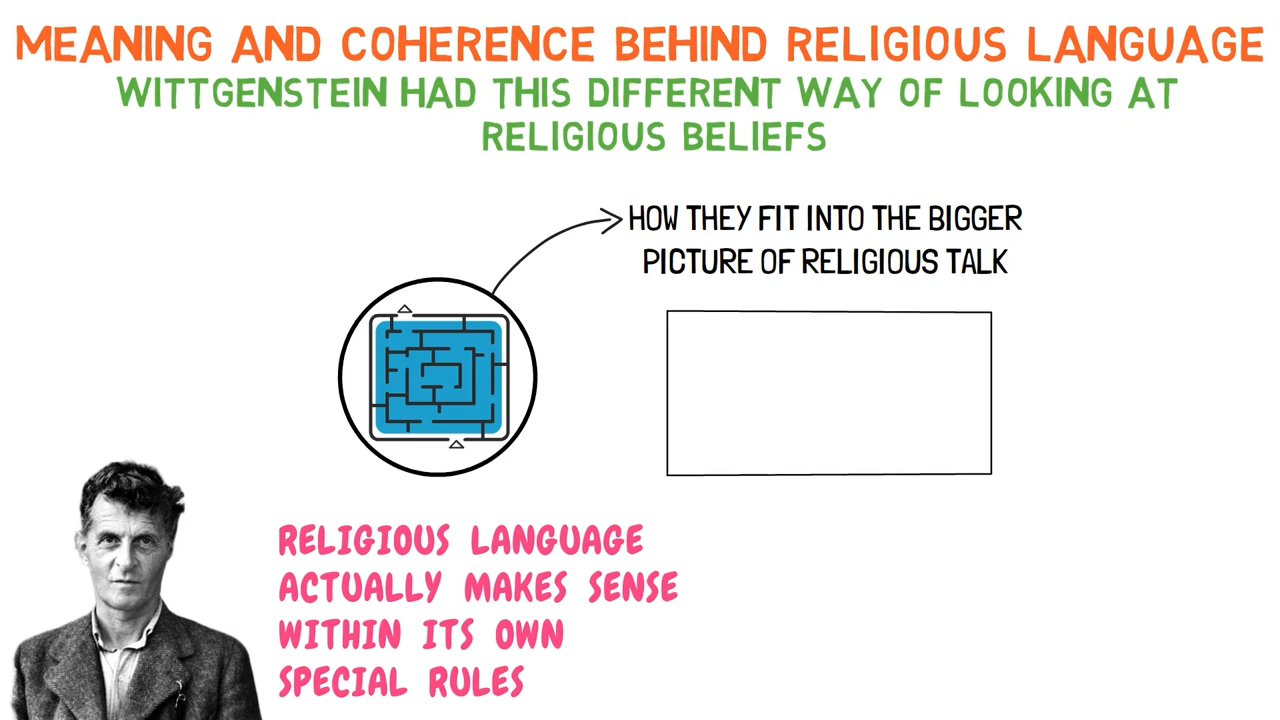 MEANING AND COHERENCE BEHIND RELIGIOUS LANGUAGE
WITTGENSTEIN HAD THIS DIFFERENT WAY OF LOOKING AT
RELIGIOUS BELIEFS
HOW THEY FIT INTO THE BIGGER
PICTURE OF RELIGIOUS TALK
RELIGIOUS LANGUAGE
ACTUALLY MAKES SENSE
WITHIN ITS OWN
SPECIAL RULES